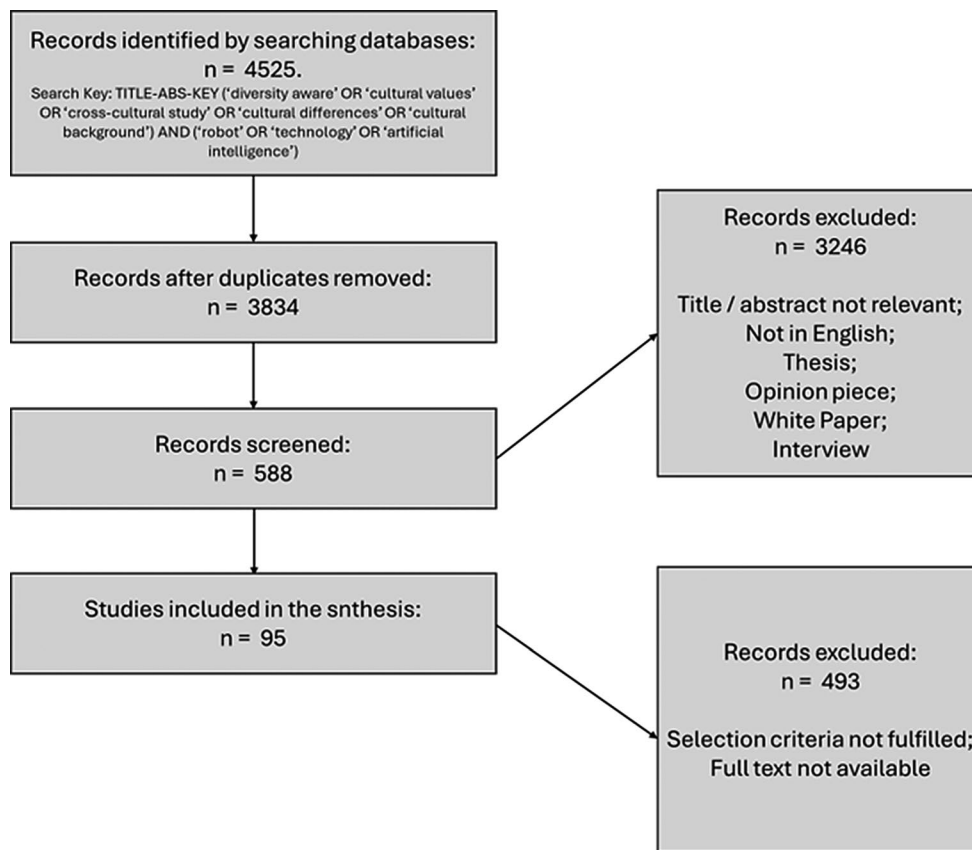 Records identified by searching databases:
n = 4525.
Search Key: TITLE-ABS-KEY (‘diversity aware’ OR ‘cultural values’
OR ‘cross-cultural study’ OR ‘cultural differences’ OR ‘cultural
background’) AND (‘robot’ OR ‘technology’ OR ‘artificial
intelligence’)
Records after duplicates removed:
n = 3834
Records screened:
n = 588
Studies included in the snthesis:
n = 95
Records excluded:
n = 3246
Title / abstract not relevant;
Not in English;
Thesis;
Opinion piece;
White Paper;
Interview
Records excluded:
n = 493
Selection criteria not fulfilled;
Full text not available